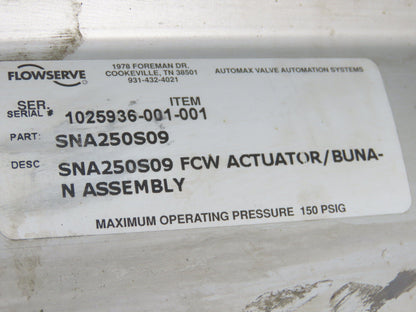 FLOWSERVE
1978 FOREMAN DR.
COOKEVILLE, TN 38501
931-432-4021
AUTOMAX VALVE AUTOMATION SYSTEMS
SER. ITEM
SERIAL # 1025936-001-001
PART: SNA250S09
DESC SNA250S09 FCW ACTUATOR/BUNA-
N ASSEMBLY
MAXIMUM OPERATING PRESSURE 150 PSIG